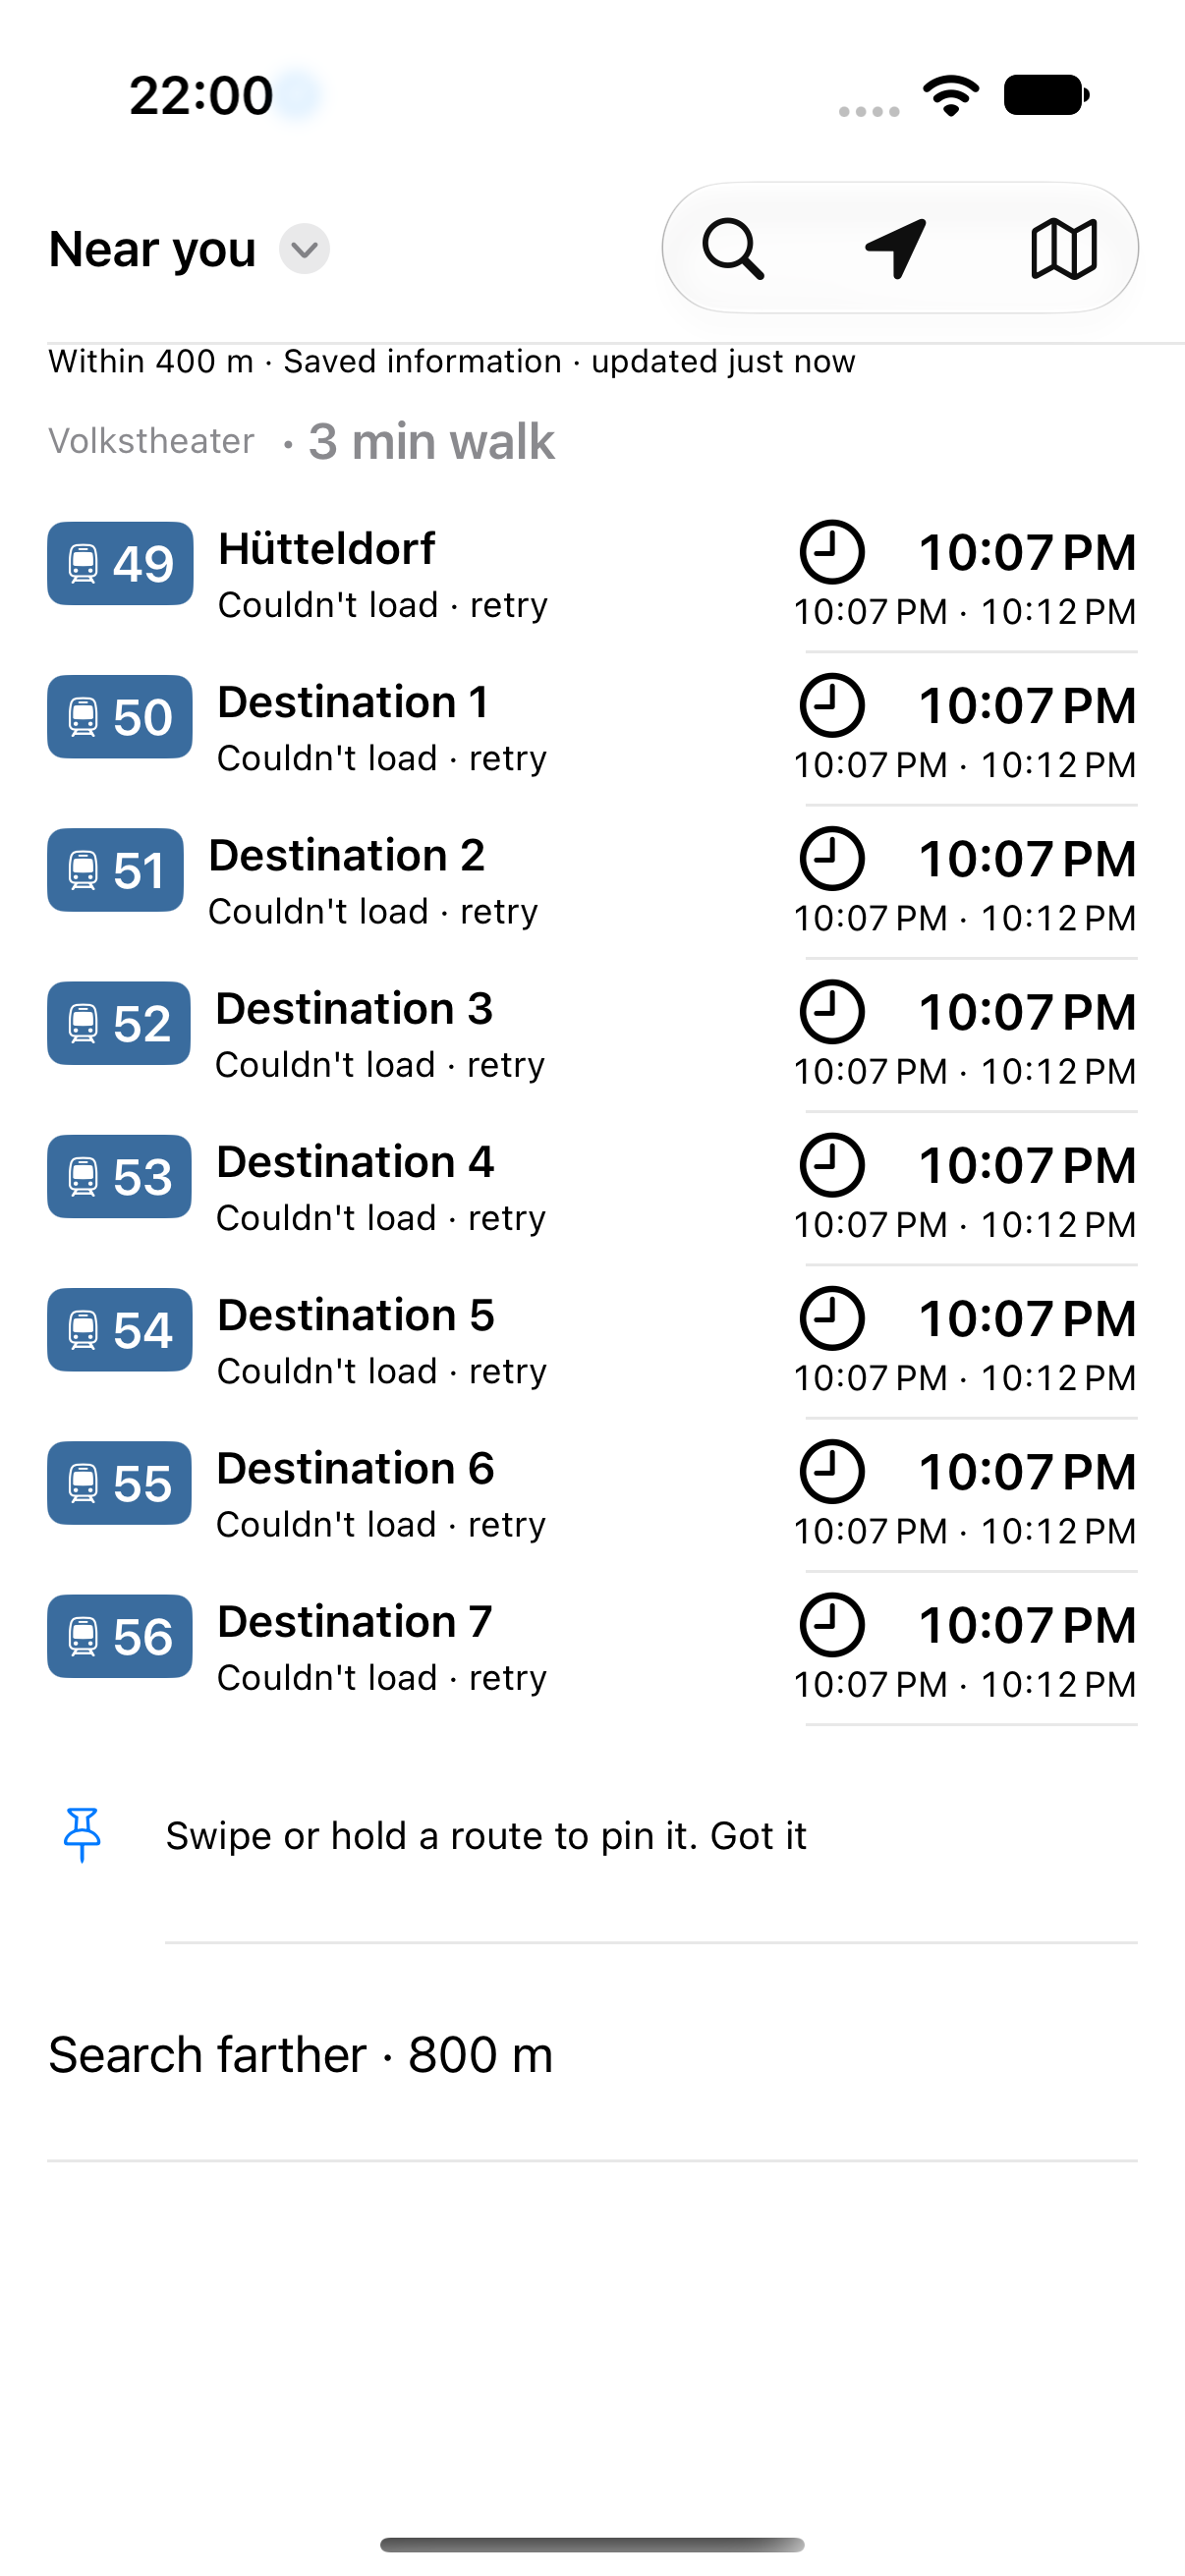 22:00
Near you
Within 400 m · Saved information · updated just now
Volkstheater · 3 min walk
49 Hütteldorf 10:07 PM
Couldn't load · retry 10:07 PM · 10:12 PM
50 Destination 1 10:07 PM
Couldn't load · retry 10:07 PM · 10:12 PM
51 Destination 2 10:07 PM
Couldn't load · retry 10:07 PM · 10:12 PM
52 Destination 3 10:07 PM
Couldn't load · retry 10:07 PM · 10:12 PM
53 Destination 4 10:07 PM
Couldn't load · retry 10:07 PM · 10:12 PM
54 Destination 5 10:07 PM
Couldn't load · retry 10:07 PM · 10:12 PM
55 Destination 6 10:07 PM
Couldn't load · retry 10:07 PM · 10:12 PM
56 Destination 7 10:07 PM
Couldn't load · retry 10:07 PM · 10:12 PM
Swipe or hold a route to pin it. Got it
Search farther · 800 m